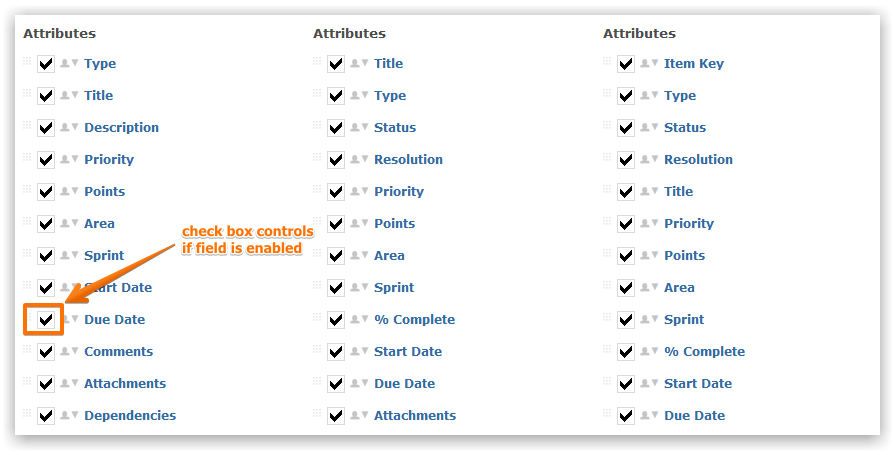 Attributes
Type
Title
Description
Priority
Points
Area
Sprint
Start Date
Due Date
Comments
Attachments
Dependencies
check box controls
if field is enabled
Attributes
Title
Type
Status
Resolution
Priority
Points
Area
Sprint
% Complete
Start Date
Due Date
Attachments
Attributes
Item Key
Type
Status
Resolution
Title
Priority
Points
Area
Sprint
% Complete
Start Date
Due Date